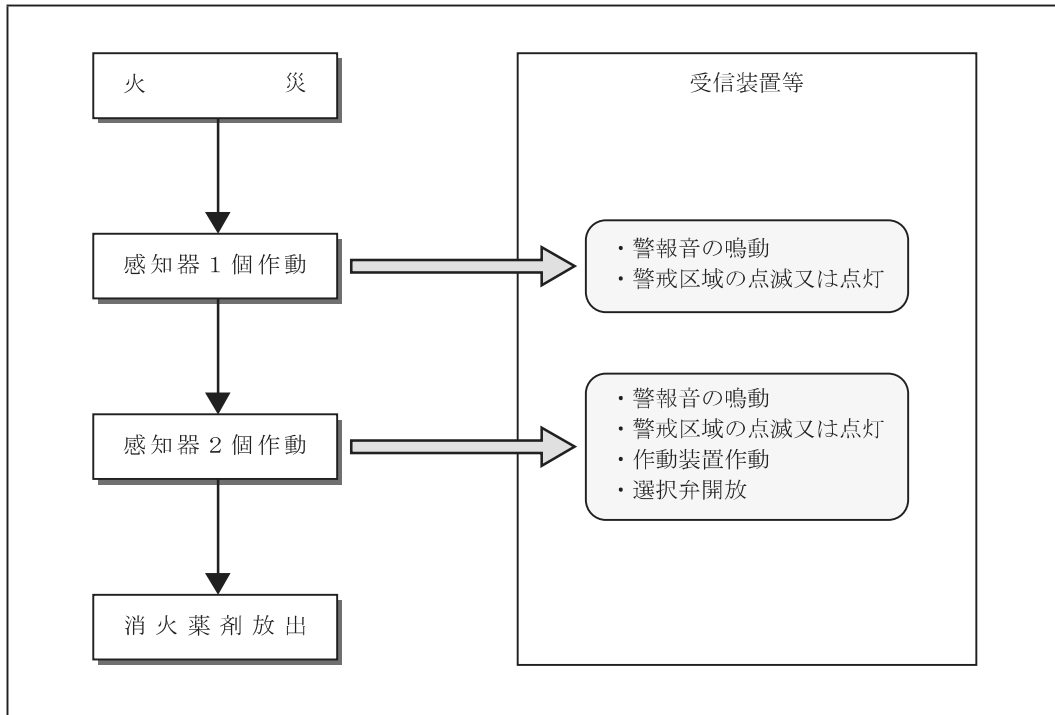 火災
受信装置等
感知器1個作動
・警報音の鳴動
・警戒区域の点滅又は点灯
感知器2個作動
・警報音の鳴動
・警戒区域の点滅又は点灯
・作動装置作動
・選択弁開放
消火薬剤放出